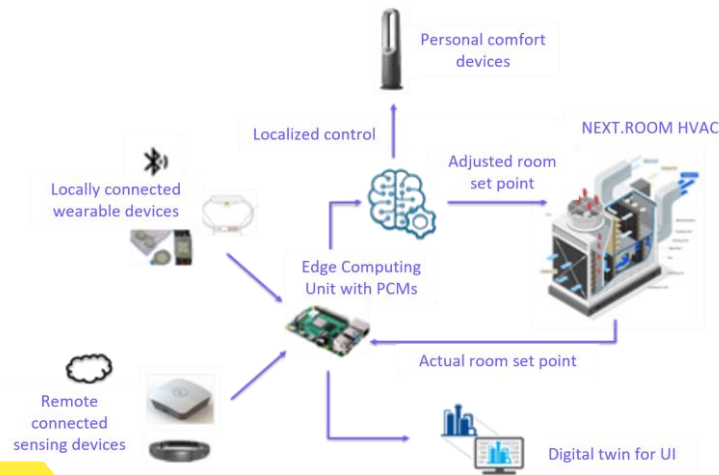 Personal comfort
devices
NEXT.ROOM HVAC
Localized control
Adjusted room
set point
Locally connected
wearable devices
Edge Computing
Unit with PCMs
Actual room set point
Remote
connected
sensing devices
Digital twin for UI